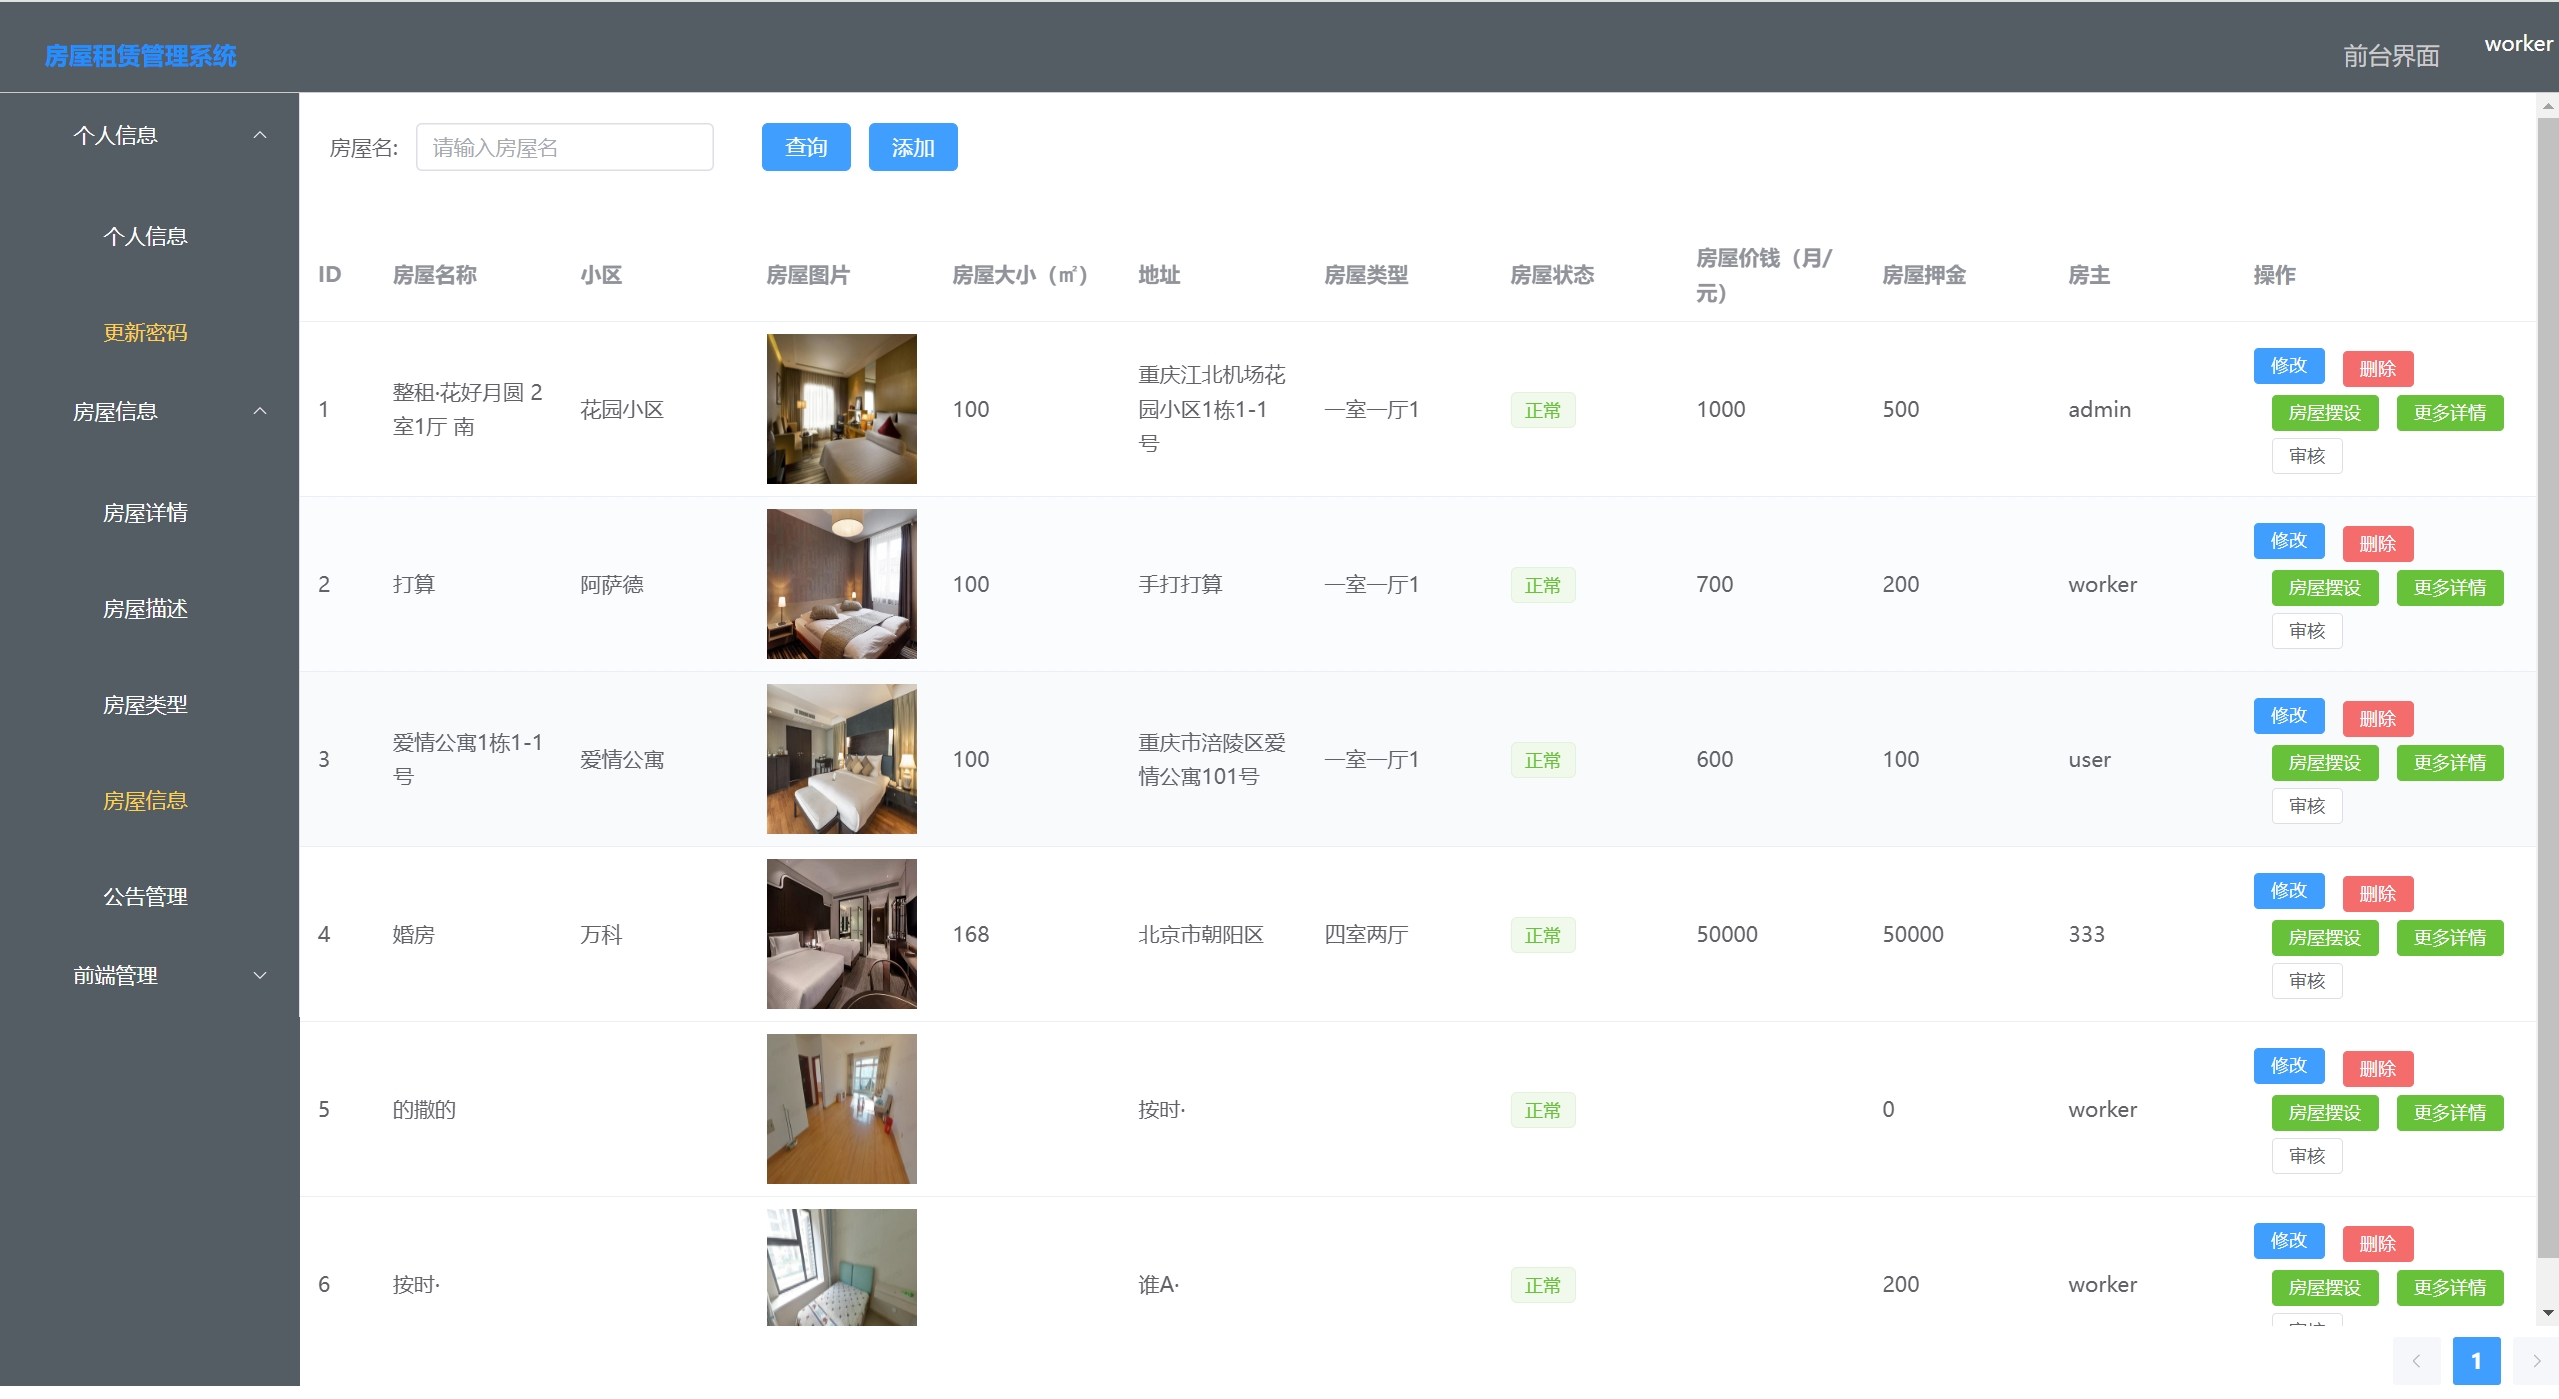 房屋租赁管理系统
前台界面
worker
个人信息
个人信息
更新密码
房屋信息
房屋详情
房屋描述
房屋类型
房屋信息
公告管理
前端管理
房屋名:
请输入房屋名
查询
添加
ID
房屋名称
小区
房屋图片
房屋大小（㎡）
地址
房屋类型
房屋状态
房屋价钱（月/
元）
房屋押金
房主
操作
1
整租·花好月圆 2
室1厅 南
花园小区
100
重庆江北机场花
园小区1栋1-1
号
一室一厅1
正常
1000
500
admin
修改
删除
房屋摆设
更多详情
审核
2
打算
阿萨德
100
手打打算
一室一厅1
正常
700
200
worker
修改
删除
房屋摆设
更多详情
审核
3
爱情公寓1栋1-1
号
爱情公寓
100
重庆市涪陵区爱
情公寓101号
一室一厅1
正常
600
100
user
修改
删除
房屋摆设
更多详情
审核
4
婚房
万科
168
北京市朝阳区
四室两厅
正常
50000
50000
333
修改
删除
房屋摆设
更多详情
审核
5
的撒的
按时·
正常
0
worker
修改
删除
房屋摆设
更多详情
审核
6
按时·
谁A·
正常
200
worker
修改
删除
房屋摆设
更多详情
1